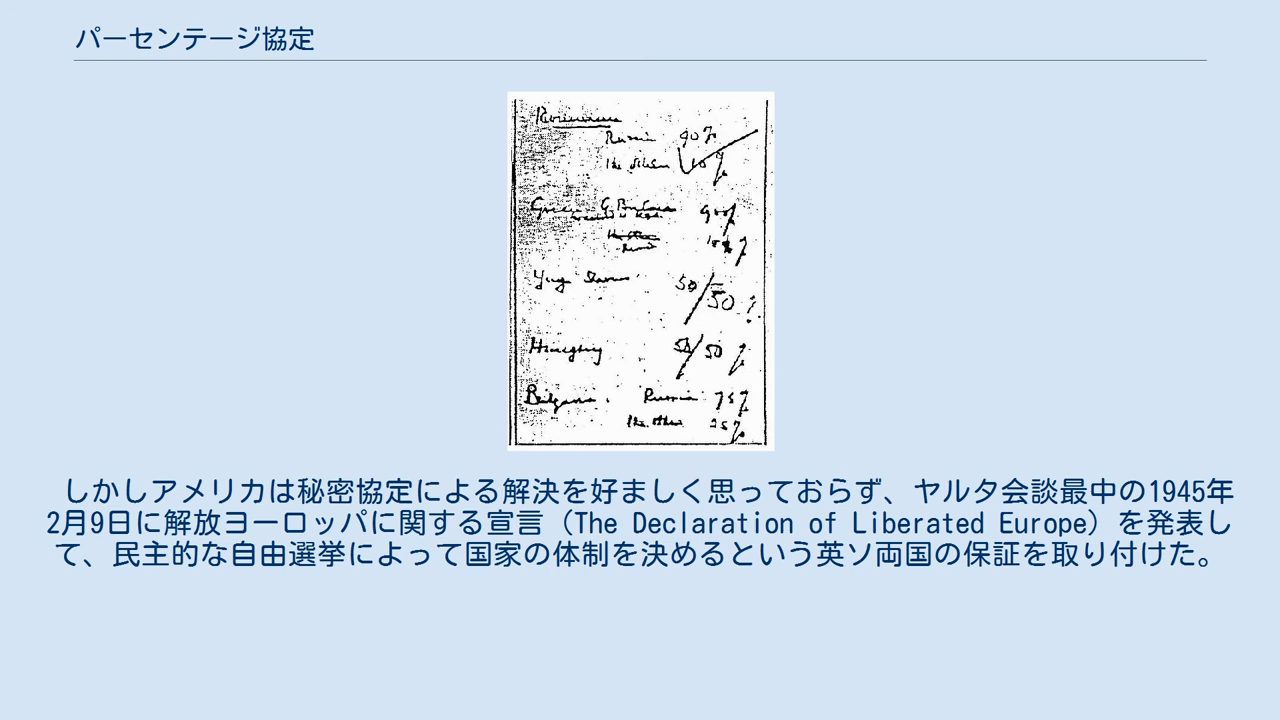 パーセンテージ協定
Roumania
Russia 90%
The others 10%
Greece G. Britain 90%
Russia 10%
Yugoslavia 50/50 %
Hungary 50/50 %
Bulgaria. Russia 75%
the others 25%
しかしアメリカは秘密協定による解決を好ましく思っておらず、ヤルタ会談最中の1945年
2月9日に解放ヨーロッパに関する宣言（The Declaration of Liberated Europe）を発表し
て、民主的な自由選挙によって国家の体制を決めるという英ソ両国の保証を取り付けた。